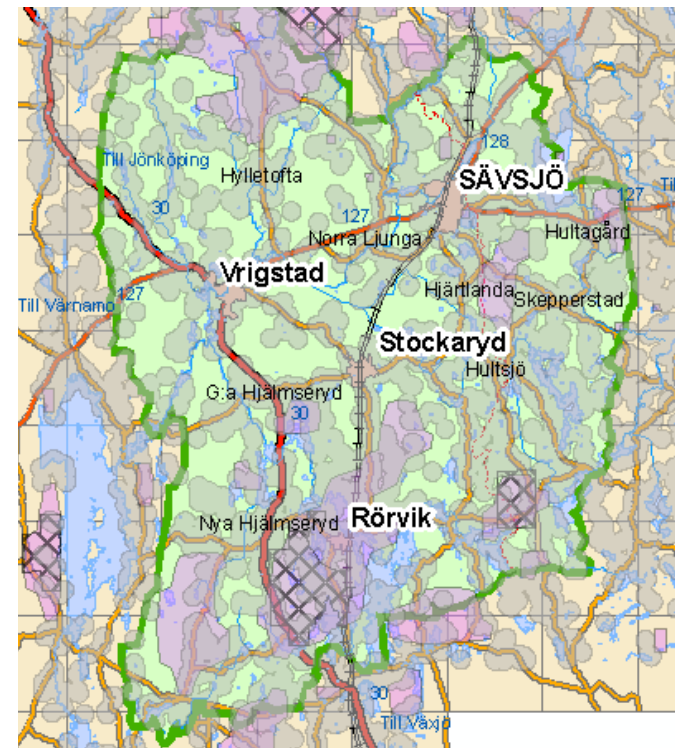 128
Till Jönköping
SÄVSJÖ
Hylletofta
127
Til
30
127
Norra Ljunga
Hultagård
Vrigstad
Hjärtlanda
Skepperstad
127
Till Värnamo
Stockaryd
Hultsjö
G:a Hjälmseryd
30
Rörvik
Nya Hjälmseryd
30
Till Växjö